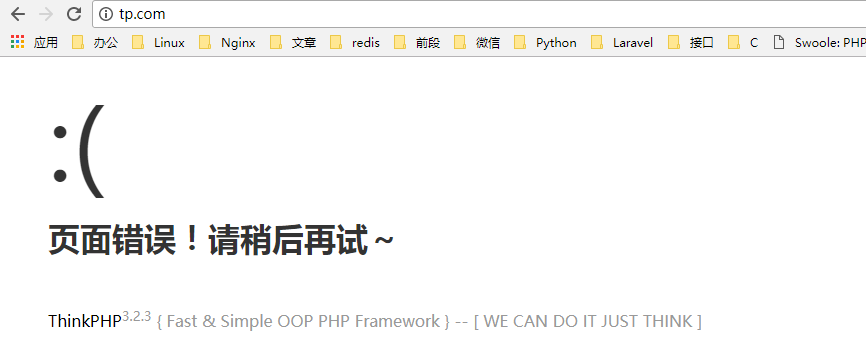 tp.com
应用 办公 Linux Nginx 文章 redis 前段 微信 Python Laravel 接口 C Swoole: PHP
:(
页面错误！请稍后再试～
ThinkPHP3.2.3 { Fast & Simple OOP PHP Framework } -- [ WE CAN DO IT JUST THINK ]